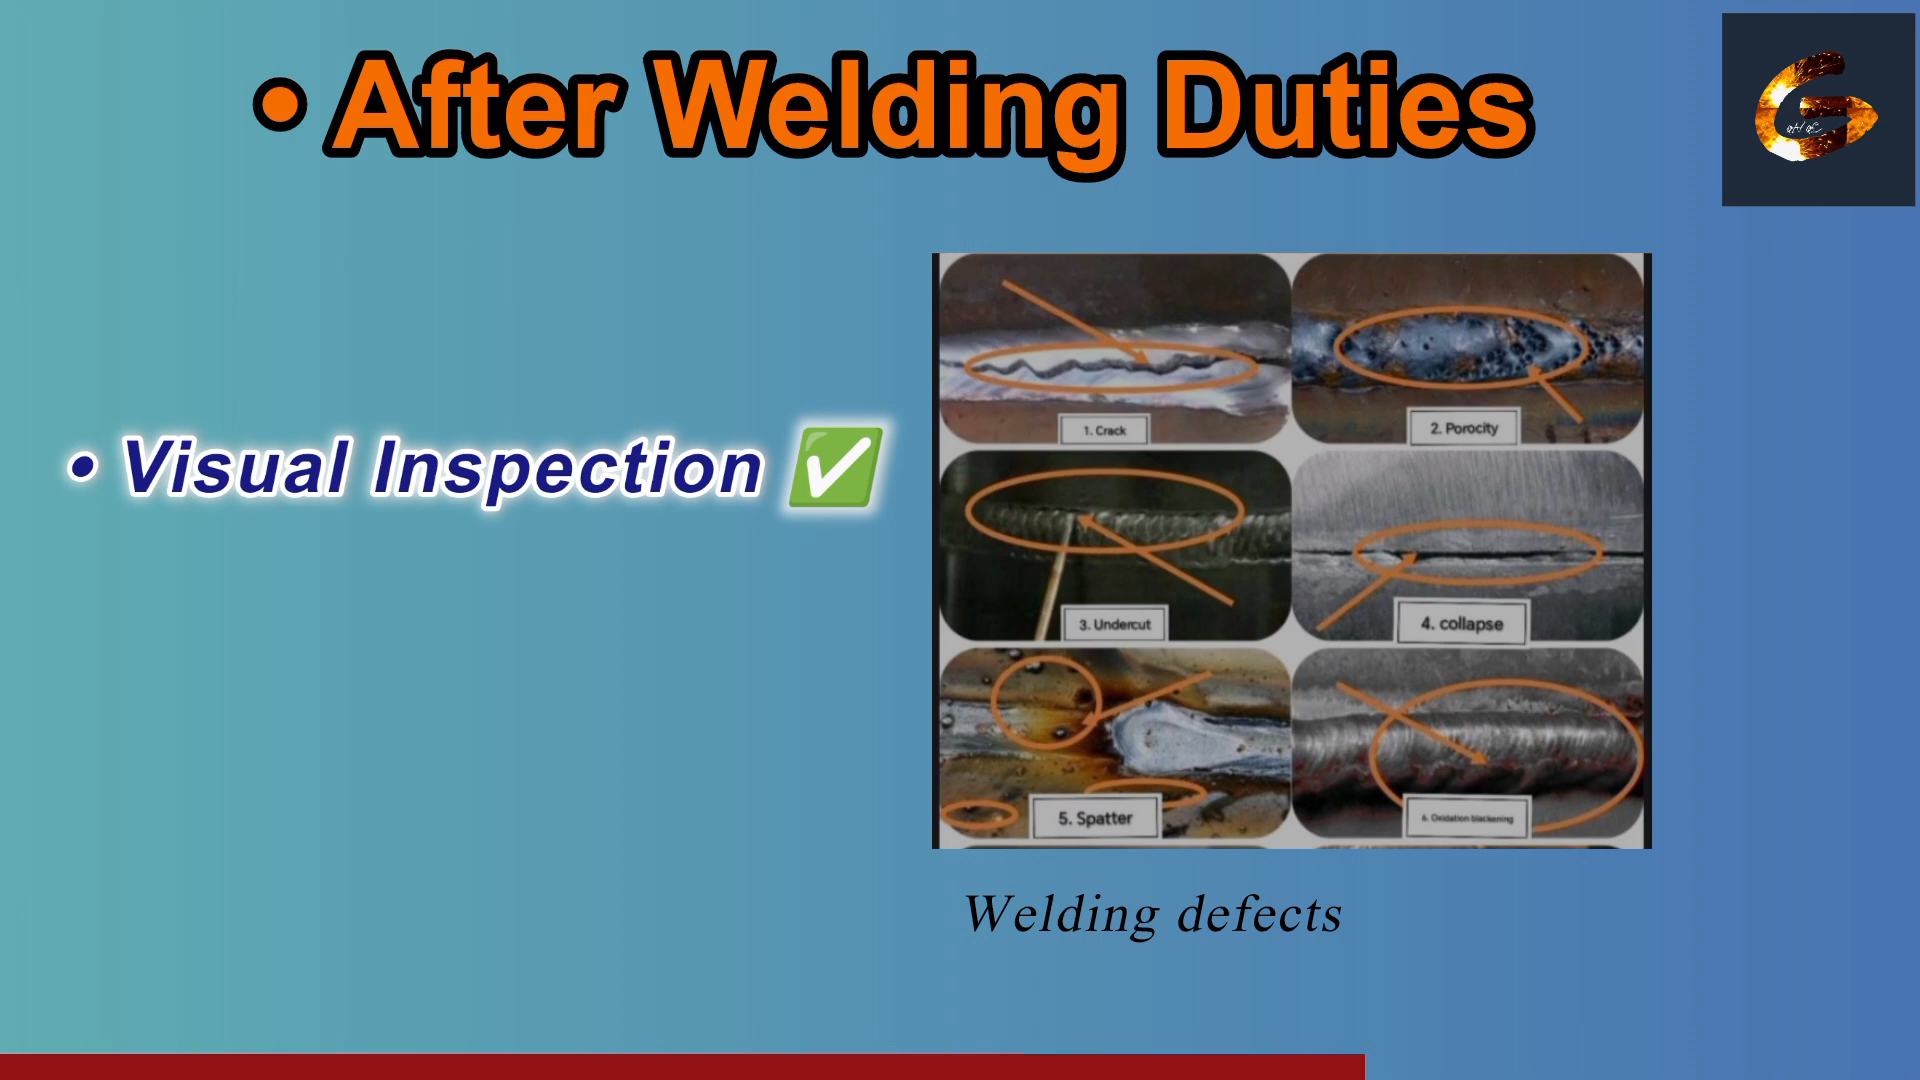 • After Welding Duties
• Visual Inspection ✅
1. Crack
2. Porocity
3. Undercut
4. collapse
5. Spatter
6. Oxidation blackening
Welding defects